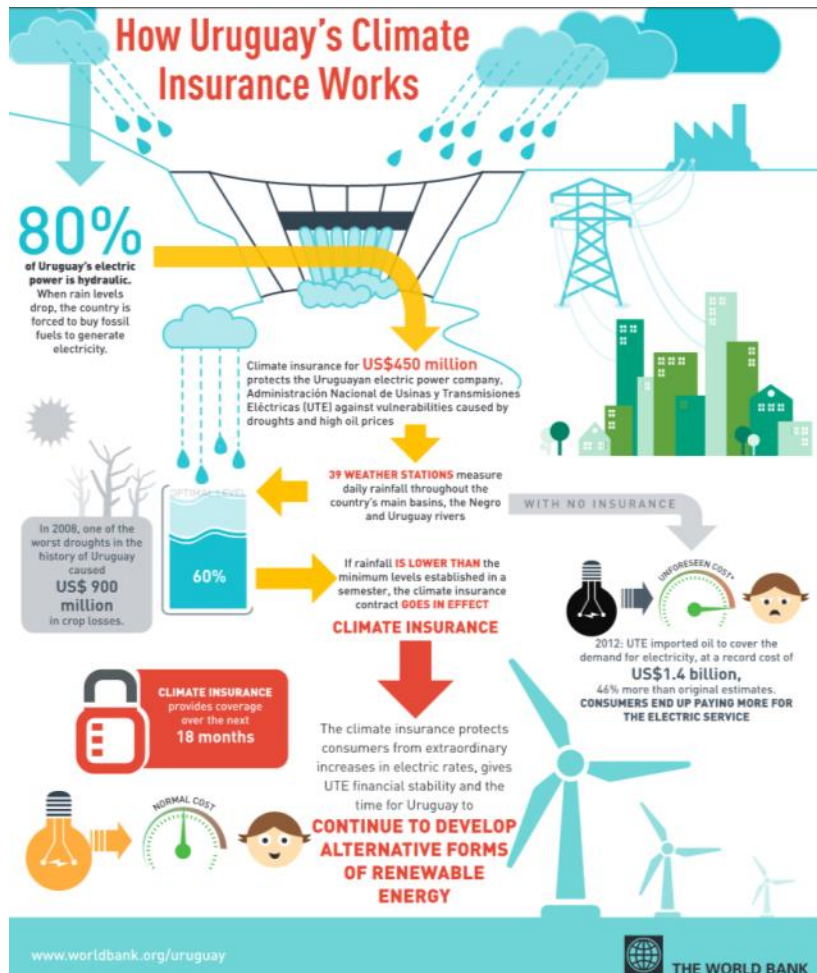 How Uruguay's Climate
Insurance Works
80%
of Uruguay's electric
power is hydraulic.
When rain levels
drop, the country is
forced to buy fossil
fuels to generate
electricity.
Climate insurance for US$450 million
protects the Uruguayan electric power company,
Administración Nacional de Usinas y Transmisiones
Eléctricas (UTE) against vulnerabilities caused by
droughts and high oil prices
39 WEATHER STATIONS measure
daily rainfall throughout the
country's main basins, the Negro
and Uruguay rivers
WITH NO INSURANCE
OPTIMAL LEVEL
60%
In 2008, one of the
worst droughts in the
history of Uruguay
caused
US$ 900
million
in crop losses.
If rainfall IS LOWER THAN the
minimum levels established in a
semester, the climate insurance
contract GOES IN EFFECT
CLIMATE INSURANCE
UNFORESEEN COST*
2012: UTE imported oil to cover the
demand for electricity, at a record cost of
US$1.4 billion,
46% more than original estimates.
CONSUMERS END UP PAYING MORE FOR
THE ELECTRIC SERVICE
CLIMATE INSURANCE
provides coverage
over the next
18 months
The climate insurance protects
consumers from extraordinary
increases in electric rates, gives
UTE financial stability and the
time for Uruguay to
CONTINUE TO DEVELOP
ALTERNATIVE FORMS
OF RENEWABLE
ENERGY
NORMAL COST
www.worldbank.org/uruguay
THE WORLD BANK